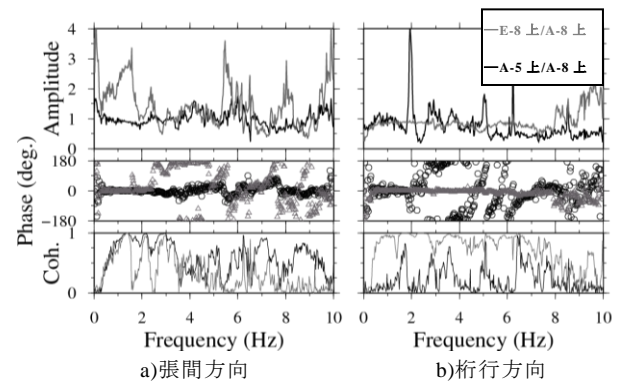 E-8 上/A-8 上
A-5 上/A-8 上
Amplitude
4
3
2
1
0
Phase (deg.)
180
0
−180
Coh.
1
0
0 2 4 6 8 10
0 2 4 6 8 10
Frequency (Hz)
Frequency (Hz)
a)張間方向
b)桁行方向